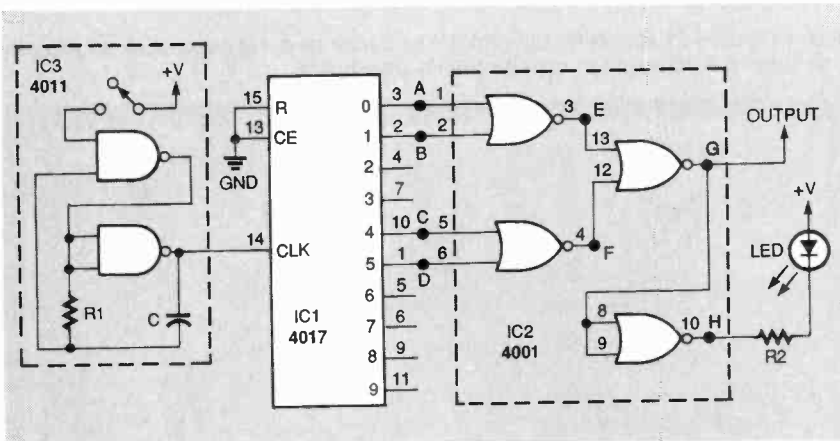 IC3
4011
+V
R1
C
15
R
13
CE
GND
14
CLK
IC1
4017
0
3
A
1
1
2
B
2
2
4
3
7
4
10
C
5
5
1
D
6
6
5
7
6
8
9
9
11
3
E
13
12
4
F
G
OUTPUT
+V
LED
8
9
10
H
R2
IC2
4001